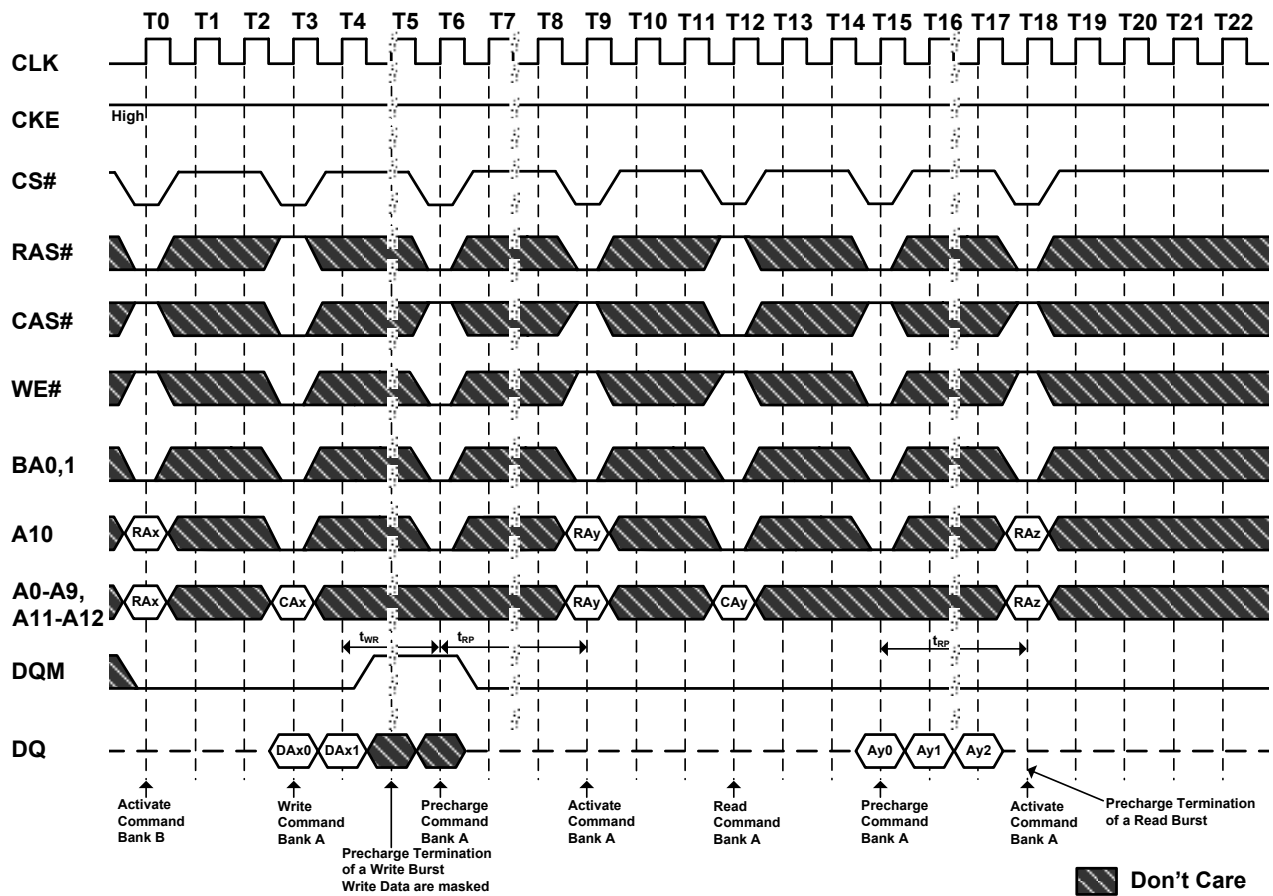 T0 T1 T2 T3 T4 T5 T6 T7 T8 T9 T10 T11 T12 T13 T14 T15 T16 T17 T18 T19 T20 T21 T22
CLK
CKE
High
CS#
RAS#
CAS#
WE#
BA0,1
A10
RAx RAy RAz
A0-A9,
A11-A12
RAx CAx RAy CAy RAz
tWR tRP tRP
DQM
DQ
DAx0 DAx1 Ay0 Ay1 Ay2
Activate
Command
Bank B
Write
Command
Bank A
Precharge Termination
of a Write Burst
Write Data are masked
Precharge
Command
Bank A
Activate
Command
Bank A
Read
Command
Bank A
Precharge
Command
Bank A
Activate
Command
Bank A
Precharge Termination
of a Read Burst
Don't Care